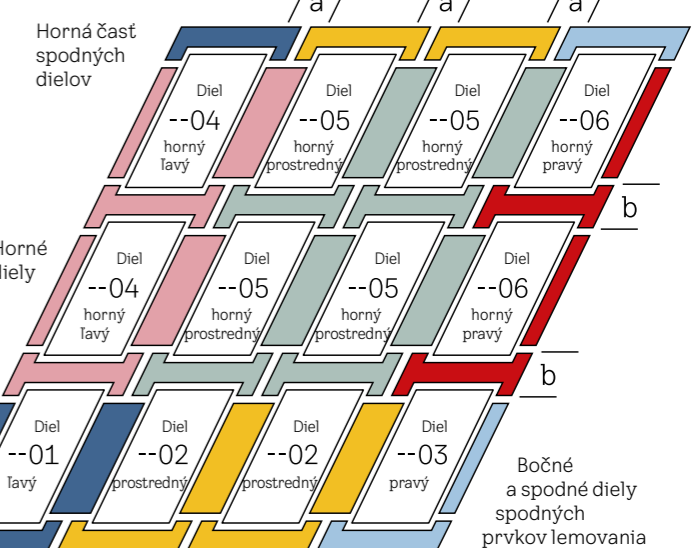 a
a
a
Horná časť
spodných
dielov
Diel
--04
horný
ľavý
Diel
--05
horný
prostredný
Diel
--05
horný
prostredný
Diel
--06
horný
pravý
b
Horné
diely
Diel
--04
horný
ľavý
Diel
--05
horný
prostredný
Diel
--05
horný
prostredný
Diel
--06
horný
pravý
b
Diel
--01
ľavý
Diel
--02
prostredný
Diel
--02
prostredný
Diel
--03
pravý
Bočné
a spodné diely
spodných
prvkov lemovania